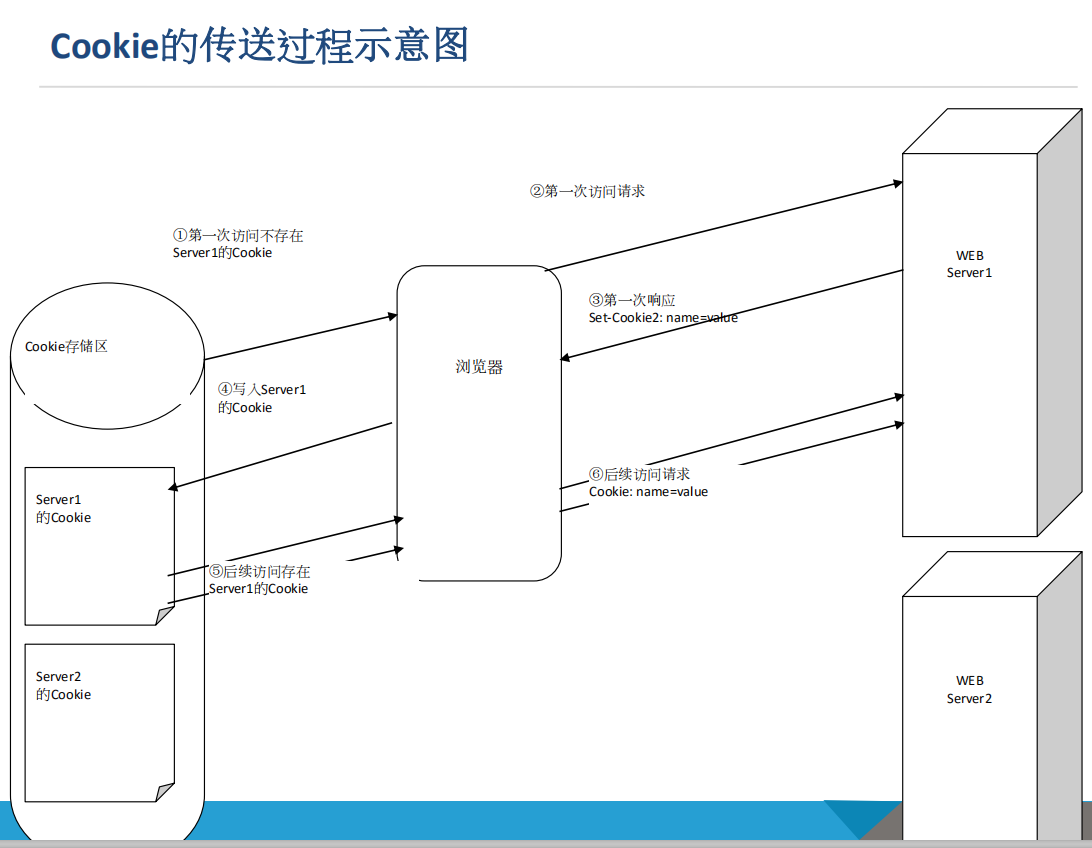 Cookie的传送过程示意图
②第一次访问请求
①第一次访问不存在
Server1的Cookie
WEB
Server1
③第一次响应
Set-Cookie2: name=value
Cookie存储区
浏览器
④写入Server1
的Cookie
⑥后续访问请求
Cookie: name=value
Server1
的Cookie
⑤后续访问存在
Server1的Cookie
Server2
的Cookie
WEB
Server2